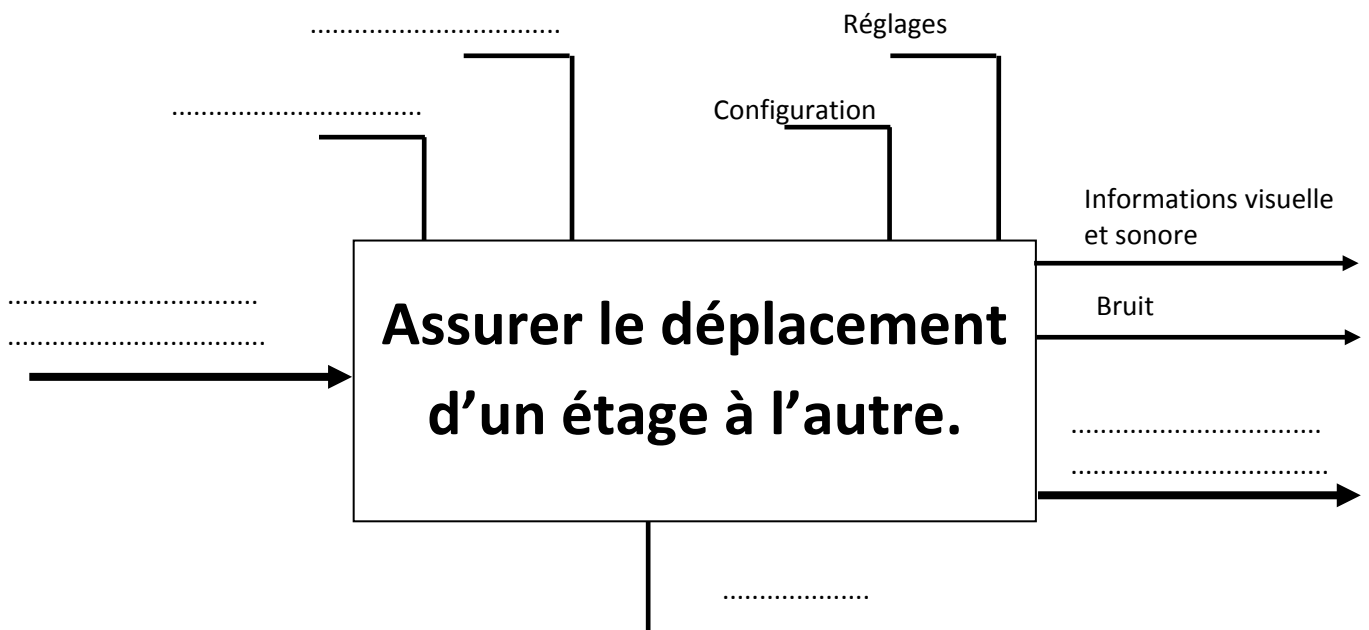 .................................. Réglages
.................................. Configuration
Informations visuelle
et sonore
..................................
...................................
Bruit
Assurer le déplacement
d’un étage à l’autre.
..................................
...................................
....................